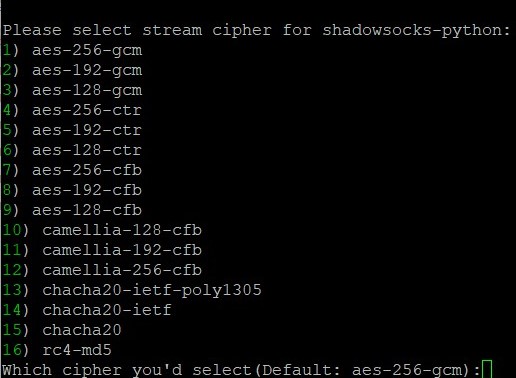 Please select stream cipher for shadowsocks-python:
1) aes-256-gcm
2) aes-192-gcm
3) aes-128-gcm
4) aes-256-ctr
5) aes-192-ctr
6) aes-128-ctr
7) aes-256-cfb
8) aes-192-cfb
9) aes-128-cfb
10) camellia-128-cfb
11) camellia-192-cfb
12) camellia-256-cfb
13) chacha20-ietf-poly1305
14) chacha20-ietf
15) chacha20
16) rc4-md5
Which cipher you'd select(Default: aes-256-gcm):